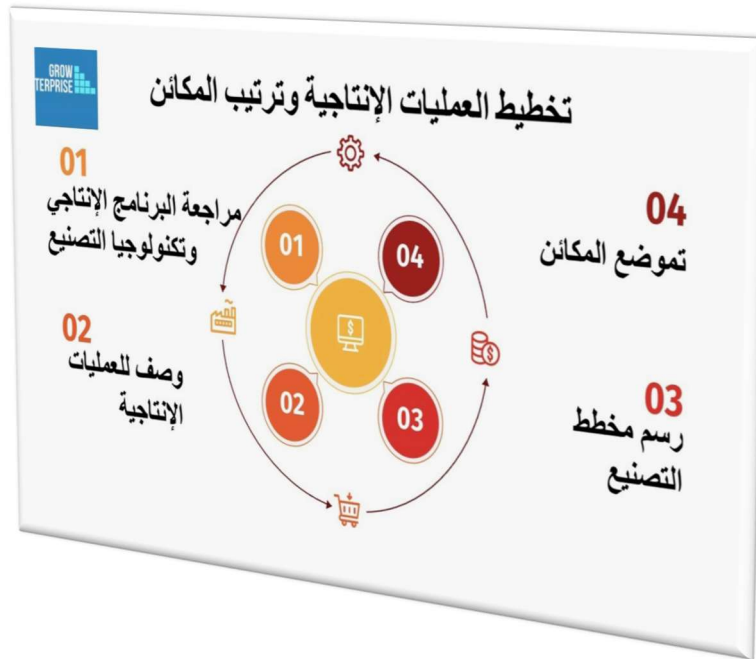 GROW
TERPRISE
تخطيط العمليات الإنتاجية وترتيب المكائن
01
مراجعة البرنامج الإنتاجي
وتكنولوجيا التصنيع
02
وصف للعمليات
الإنتاجية
03
رسم مخطط
التصنيع
04
تموضع المكائن
01
04
02
03
$
$